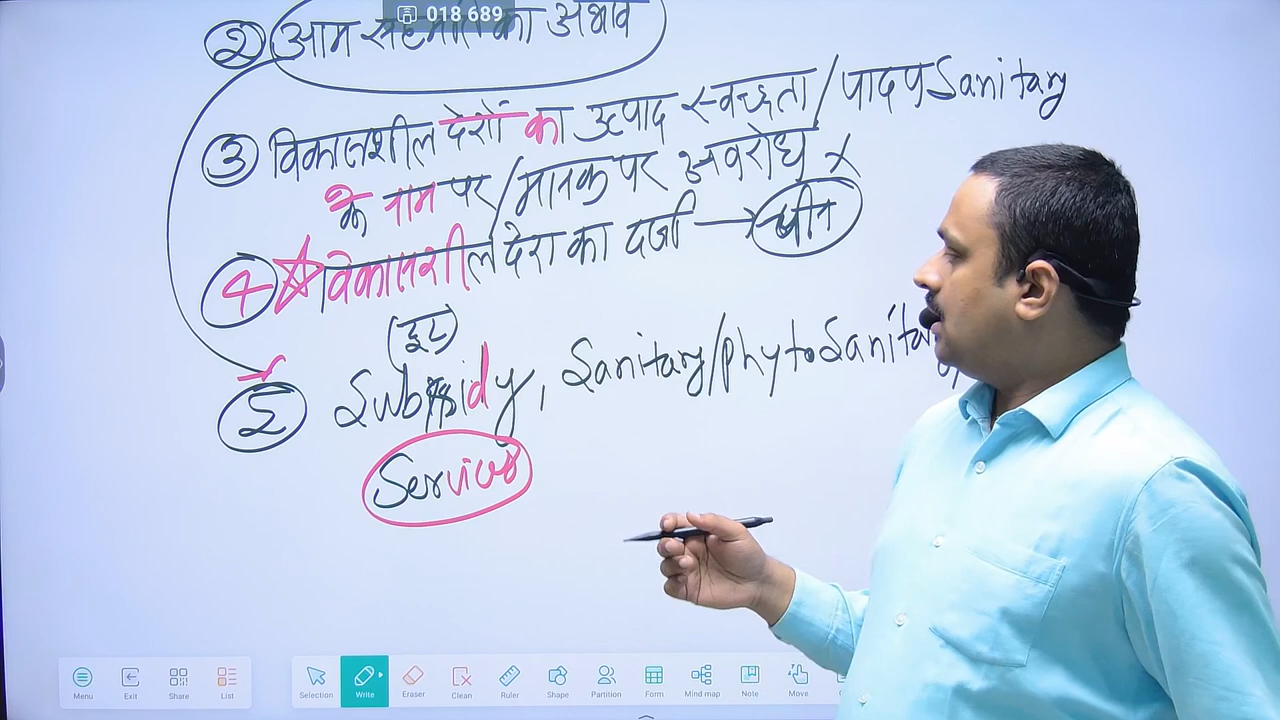 018 689
② आम सहमति का अभाव
③ विकासशील देशों का उत्पाद स्वच्छता / पादप Sanitary
के नाम पर / मानक पर अवरोध X
④ विकासशील देश का दर्जा → चीन
(छूट)
⑤ Subsidy, Sanitary/phytoSanitary
Services
Menu Exit Share List Selection Write Eraser Clean Ruler Shape Partition Form Mind map Note Move